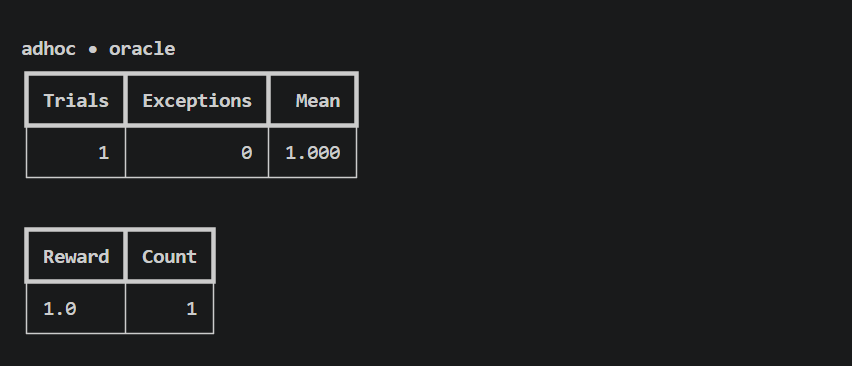 adhoc • oracle
Trials Exceptions Mean
1 0 1.000
Reward Count
1.0 1